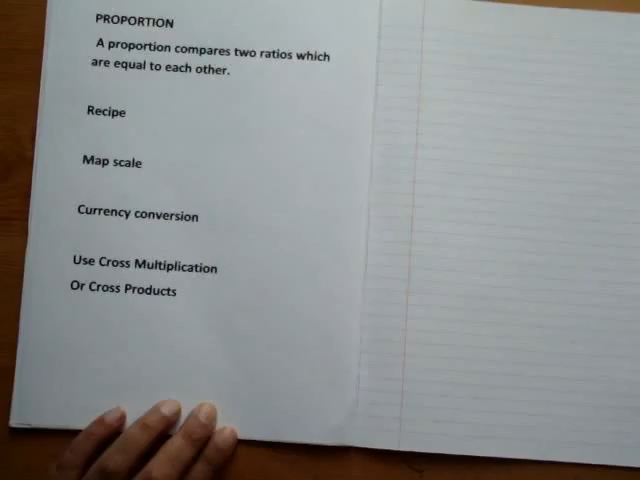 PROPORTION
A proportion compares two ratios which
are equal to each other.
Recipe
Map scale
Currency conversion
Use Cross Multiplication
Or Cross Products